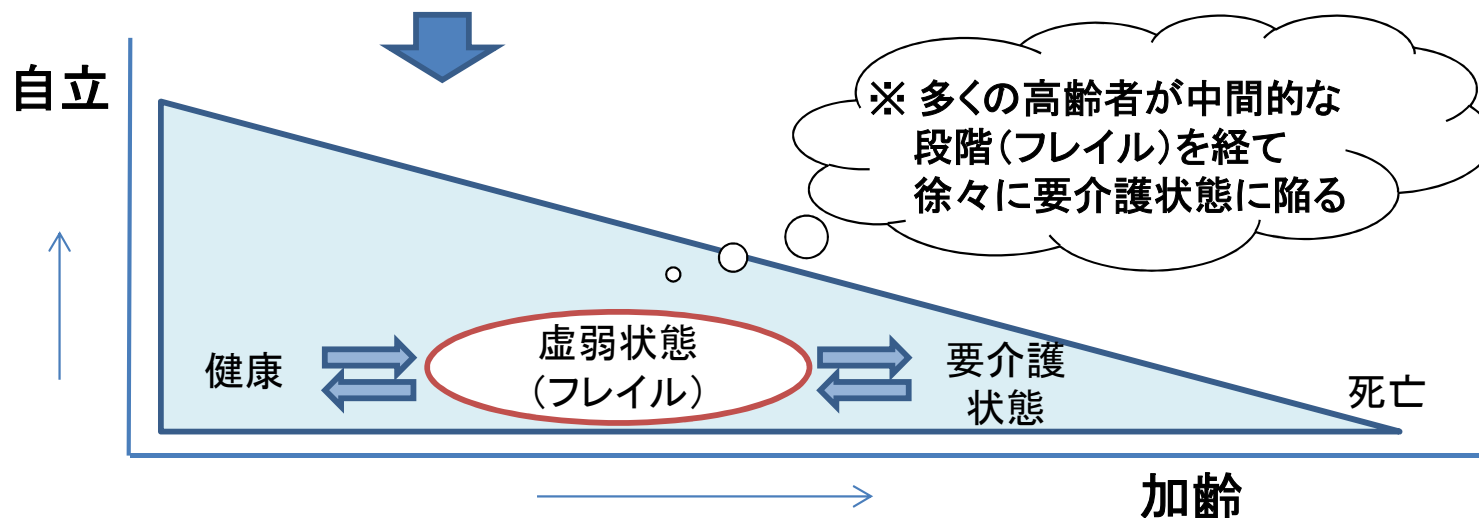 自立
※ 多くの高齢者が中間的な
段階(フレイル)を経て
徐々に要介護状態に陥る
健康
虚弱状態
(フレイル)
要介護
状態
死亡
加齢